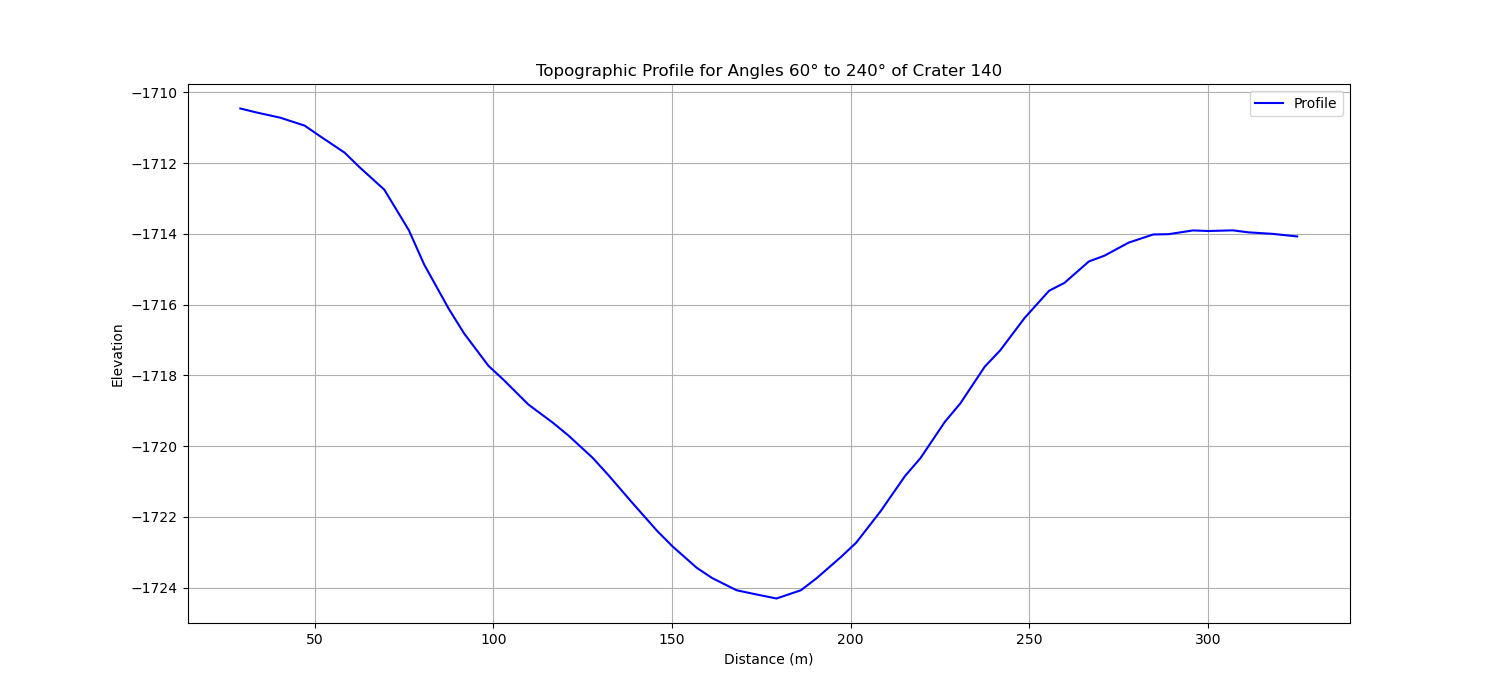 Topographic Profile for Angles 60° to 240° of Crater 140
Profile
−1710
−1712
−1714
−1716
−1718
−1720
−1722
−1724
Elevation
50 100 150 200 250 300
Distance (m)